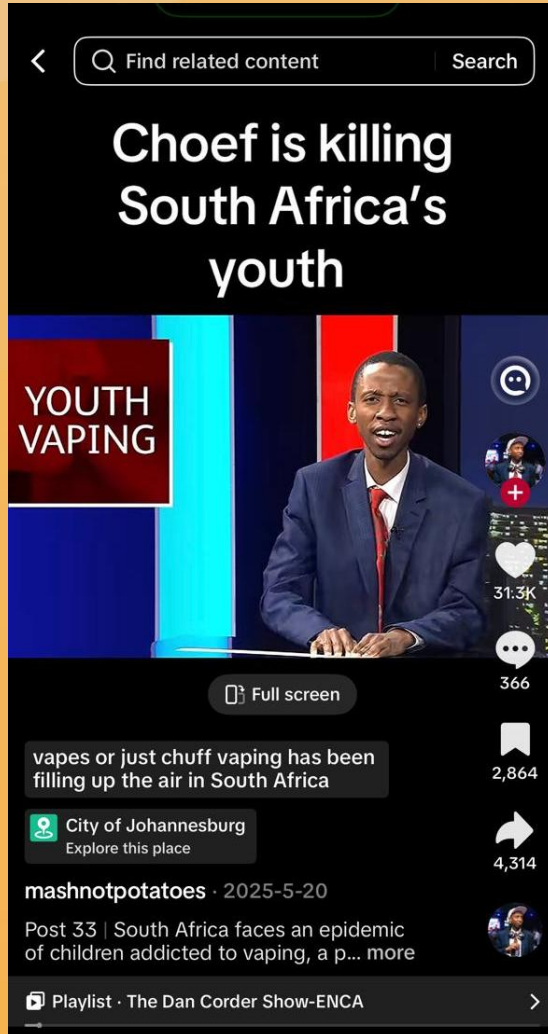 Find related content
Search
Choef is killing
South Africa's
youth
YOUTH
VAPING
31.3K
366
Full screen
2,864
vapes or just chuff vaping has been
filling up the air in South Africa
City of Johannesburg
Explore this place
4,314
mashnotpotatoes · 2025-5-20
Post 33 | South Africa faces an epidemic
of children addicted to vaping, a p... more
Playlist · The Dan Corder Show-ENCA